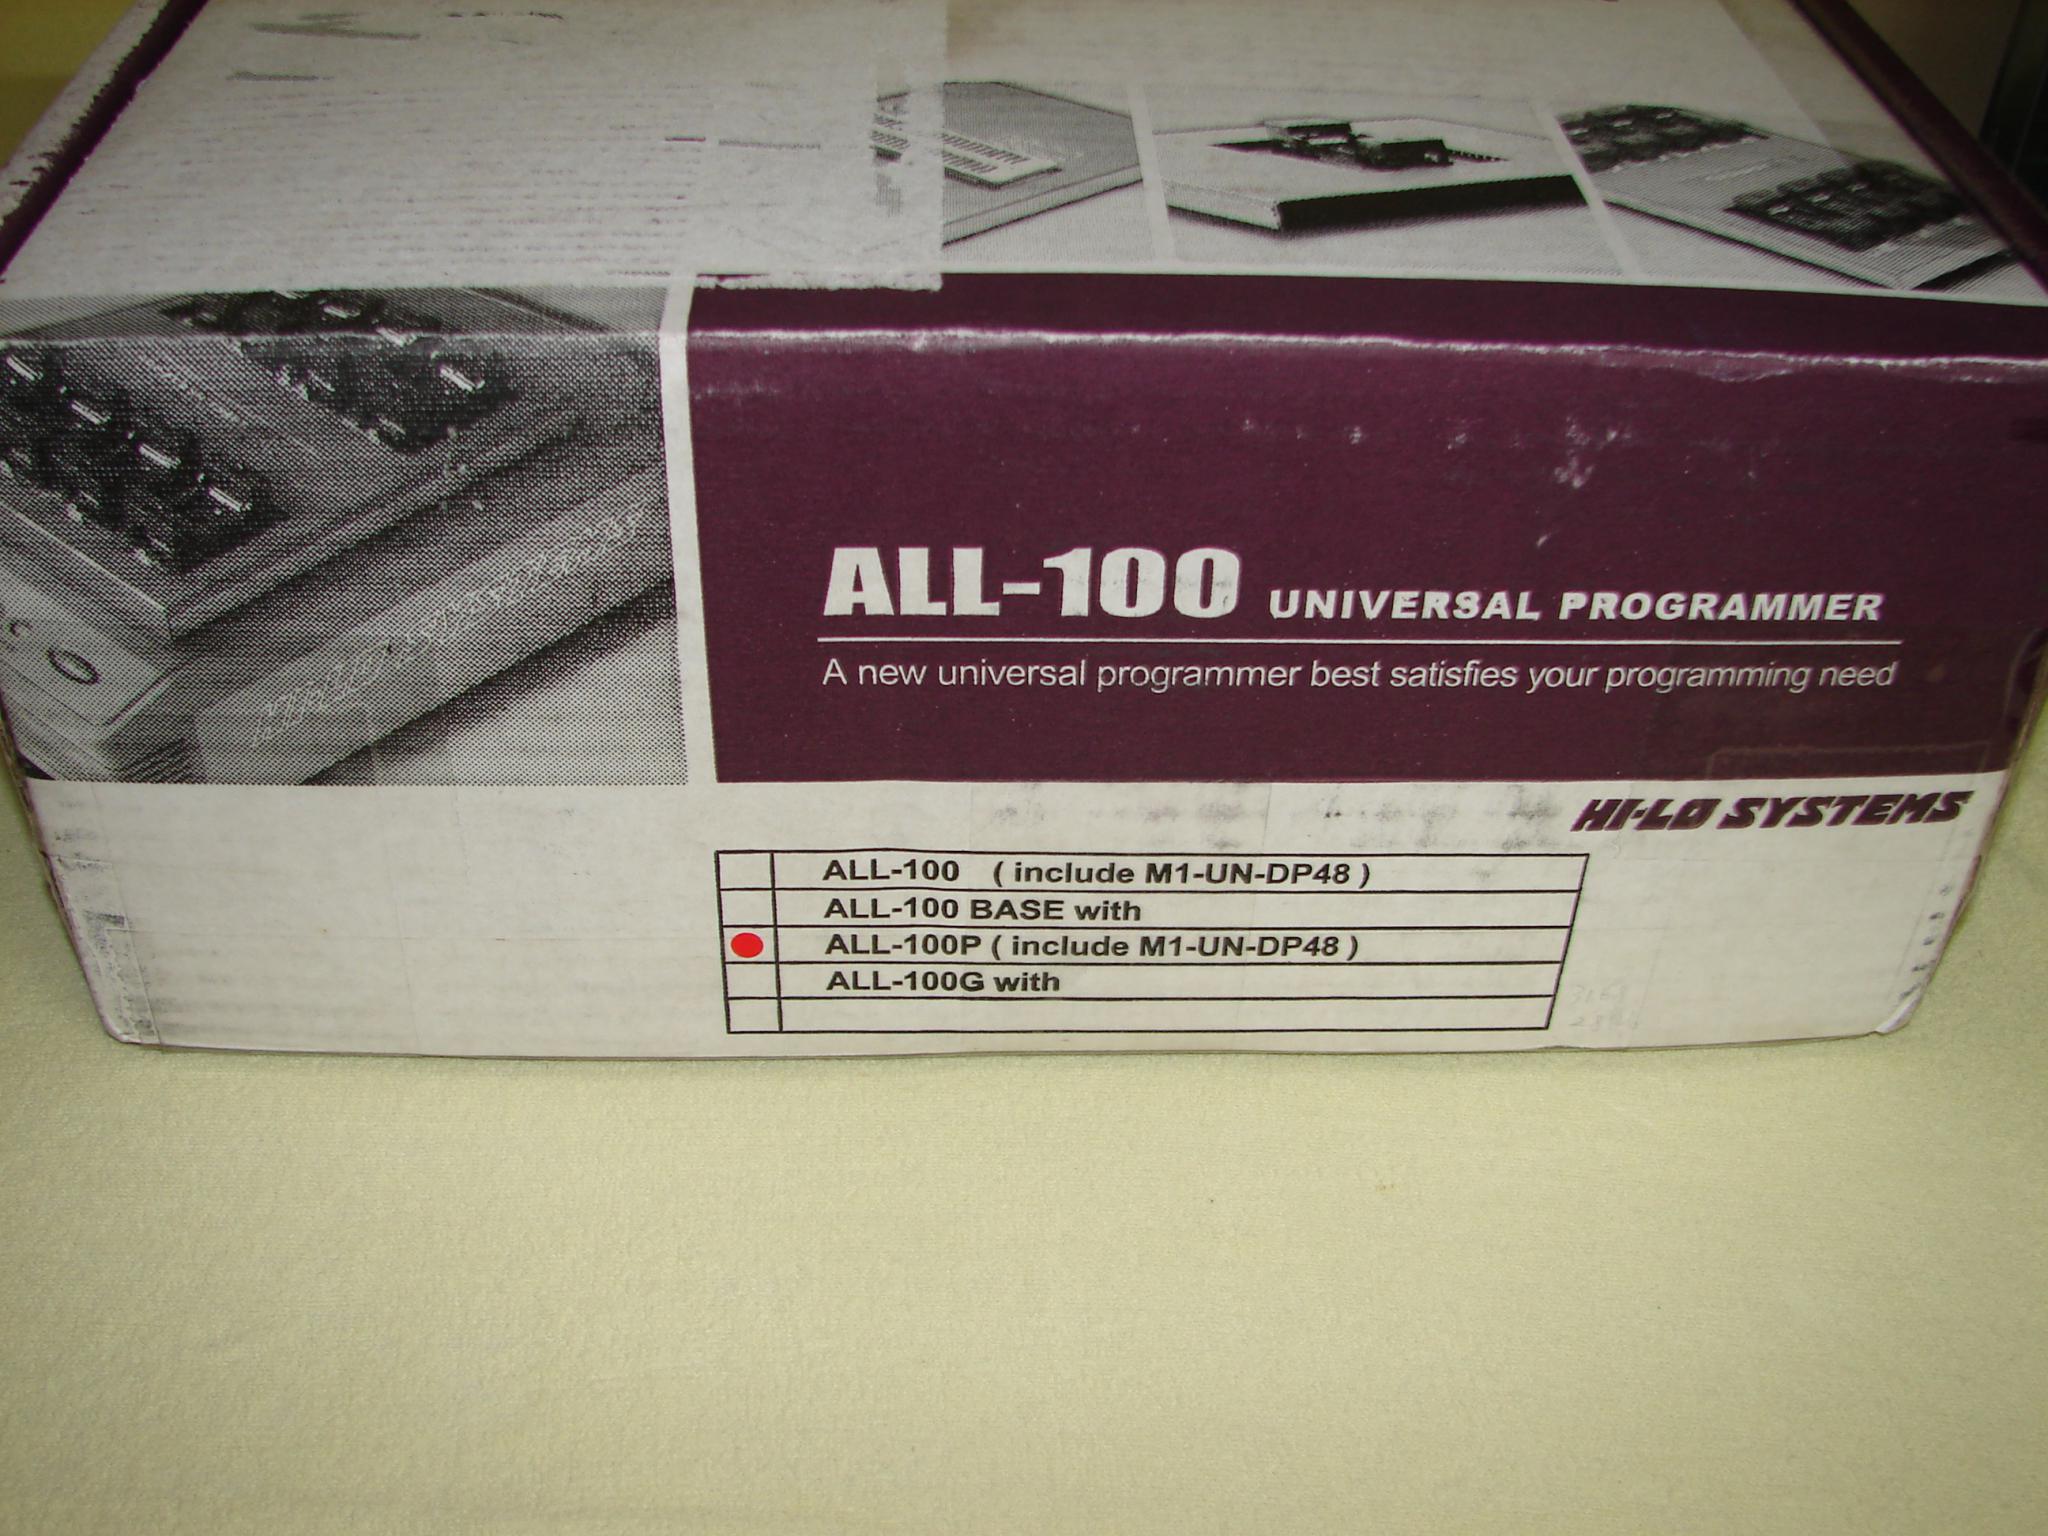 ALL-100 UNIVERSAL PROGRAMMER
A new universal programmer best satisfies your programming need
HI-LO SYSTEMS
ALL-100 ( include M1-UN-DP48 )
ALL-100 BASE with
ALL-100P ( include M1-UN-DP48 )
ALL-100G with